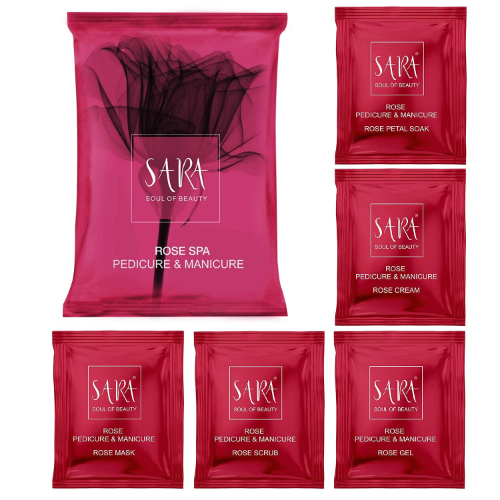 SARA
SOUL OF BEAUTY
ROSE SPA
PEDICURE & MANICURE
SARA®
SOUL OF BEAUTY
ROSE
PEDICURE & MANICURE
ROSE PETAL SOAK
SARA®
SOUL OF BEAUTY
ROSE
PEDICURE & MANICURE
ROSE CREAM
SARA®
SOUL OF BEAUTY
ROSE
PEDICURE & MANICURE
ROSE MASK
SARA®
SOUL OF BEAUTY
ROSE
PEDICURE & MANICURE
ROSE SCRUB
SARA®
SOUL OF BEAUTY
ROSE
PEDICURE & MANICURE
ROSE GEL